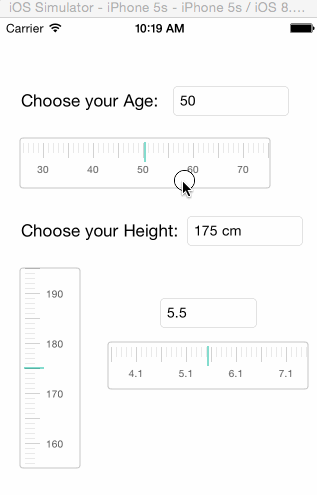 iOS Simulator - iPhone 5s - iPhone 5s / iOS 8....
Carrier 10:19 AM
Choose your Age: 50
30 40 50 60 70
Choose your Height: 175 cm
190
180
170
160
5.5
4.1 5.1 6.1 7.1